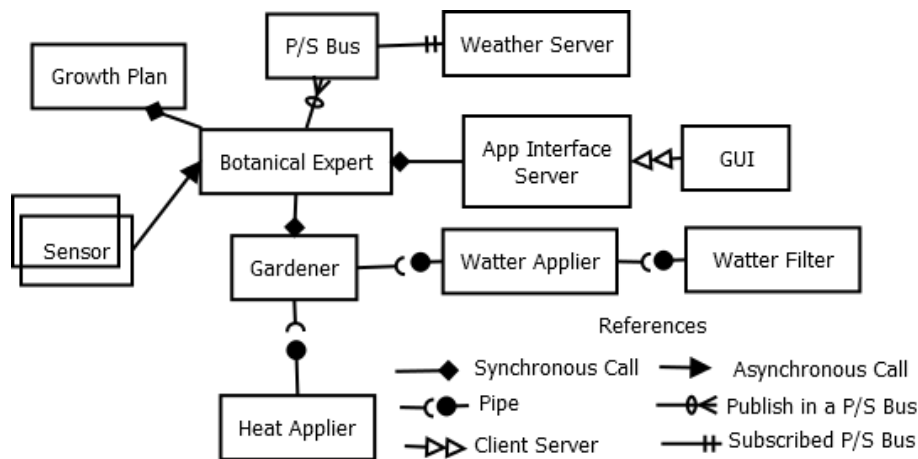 P/S Bus
Weather Server
Growth Plan
Botanical Expert
App Interface
Server
GUI
Sensor
Gardener
Watter Applier
Watter Filter
References
Synchronous Call
Asynchronous Call
Pipe
Publish in a P/S Bus
Heat Applier
Client Server
Subscribed P/S Bus